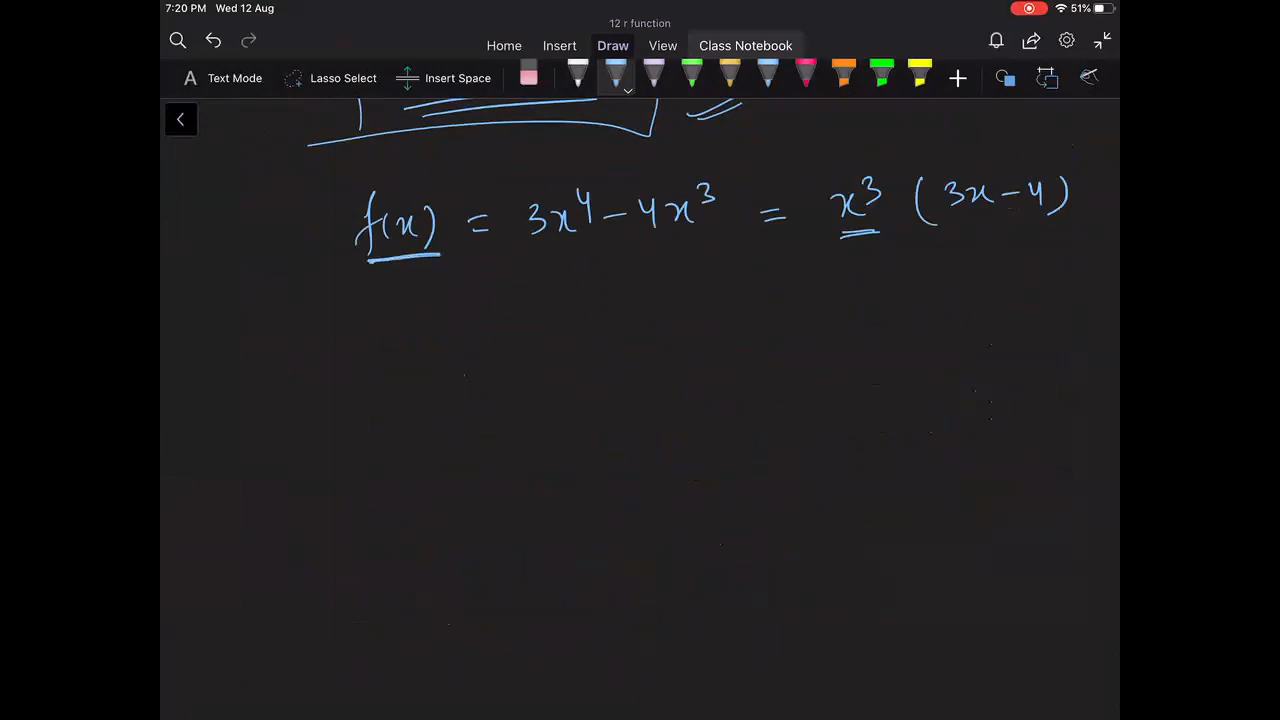 7:20 PM Wed 12 Aug
51%
12 r function
Home Insert Draw View Class Notebook
A Text Mode Lasso Select Insert Space
f(x) = 3x⁴ - 4x³ = x³ (3x - 4)